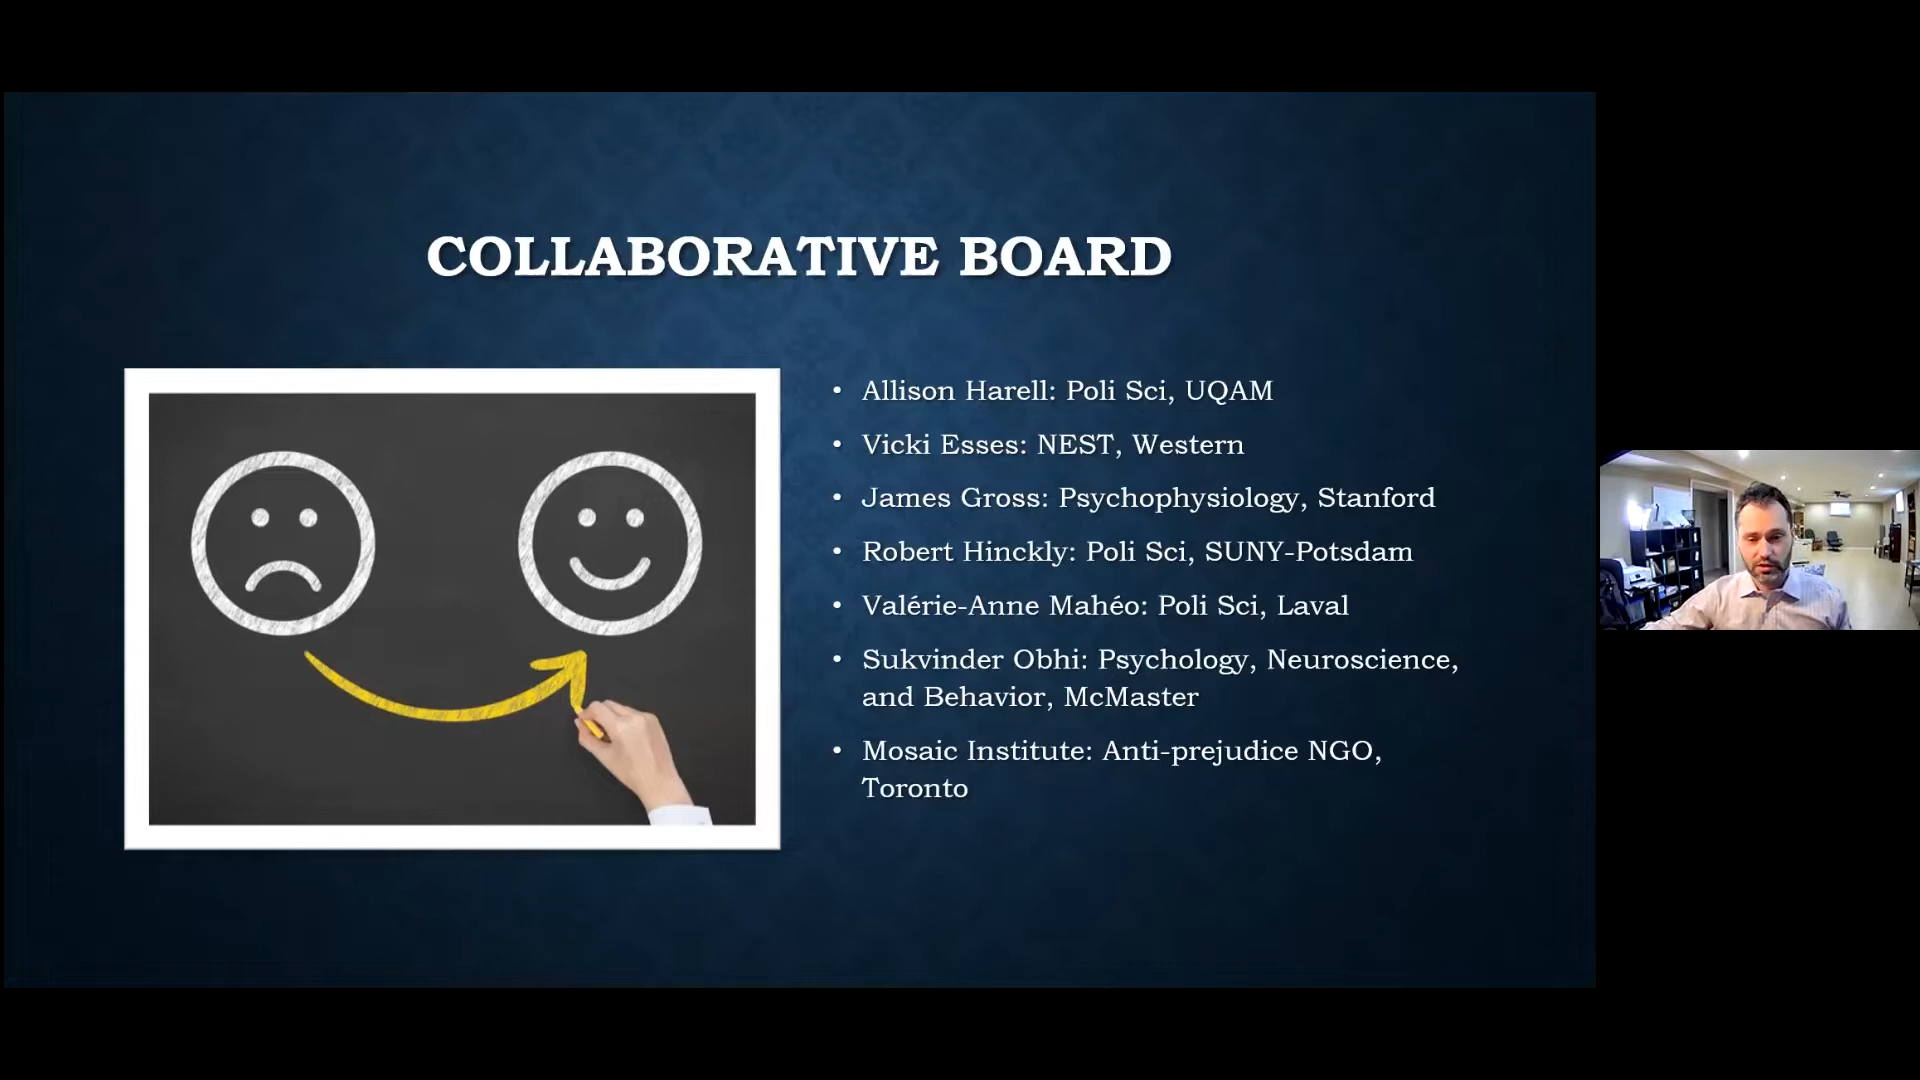 COLLABORATIVE BOARD
• Allison Harell: Poli Sci, UQAM
• Vicki Esses: NEST, Western
• James Gross: Psychophysiology, Stanford
• Robert Hinckly: Poli Sci, SUNY-Potsdam
• Valérie-Anne Mahéo: Poli Sci, Laval
• Sukvinder Obhi: Psychology, Neuroscience,
and Behavior, McMaster
• Mosaic Institute: Anti-prejudice NGO,
Toronto